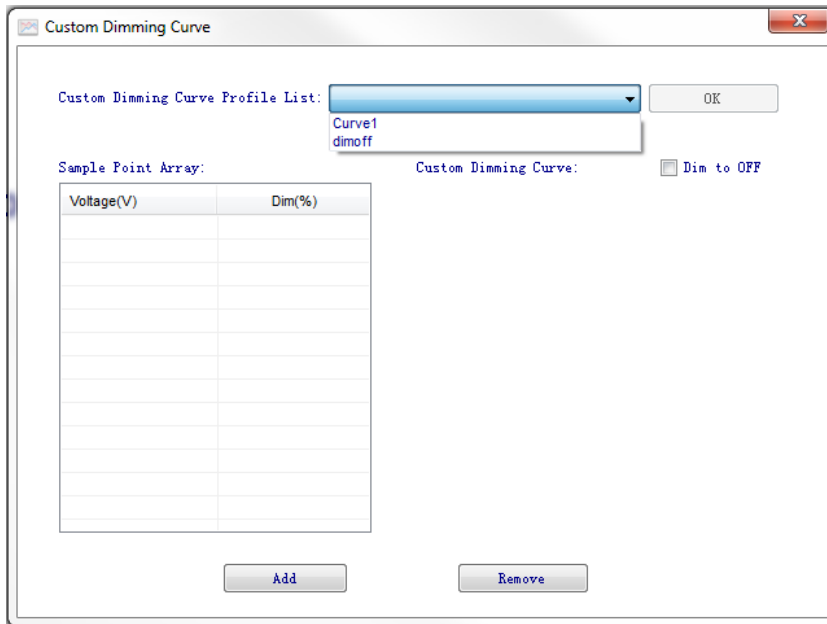 Custom Dimming Curve
Custom Dimming Curve Profile List:
OK
Curve1
dimoff
Sample Point Array:
Custom Dimming Curve:
Dim to OFF
Voltage(V)
Dim(%)
Add
Remove